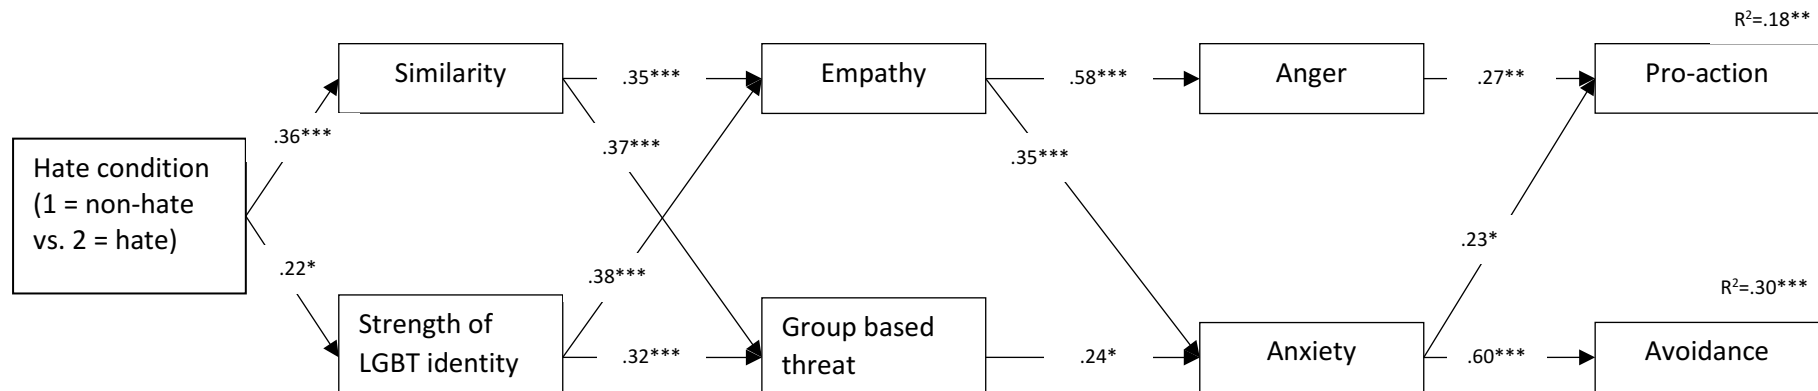 R²=.18**
Similarity
.35***
Empathy
.58***
Anger
.27**
Pro-action
.36***
.37***
.35***
Hate condition
(1 = non-hate
vs. 2 = hate)
.22*
.38***
.23*
R²=.30***
Strength of
LGBT identity
.32***
Group based
threat
.24*
Anxiety
.60***
Avoidance